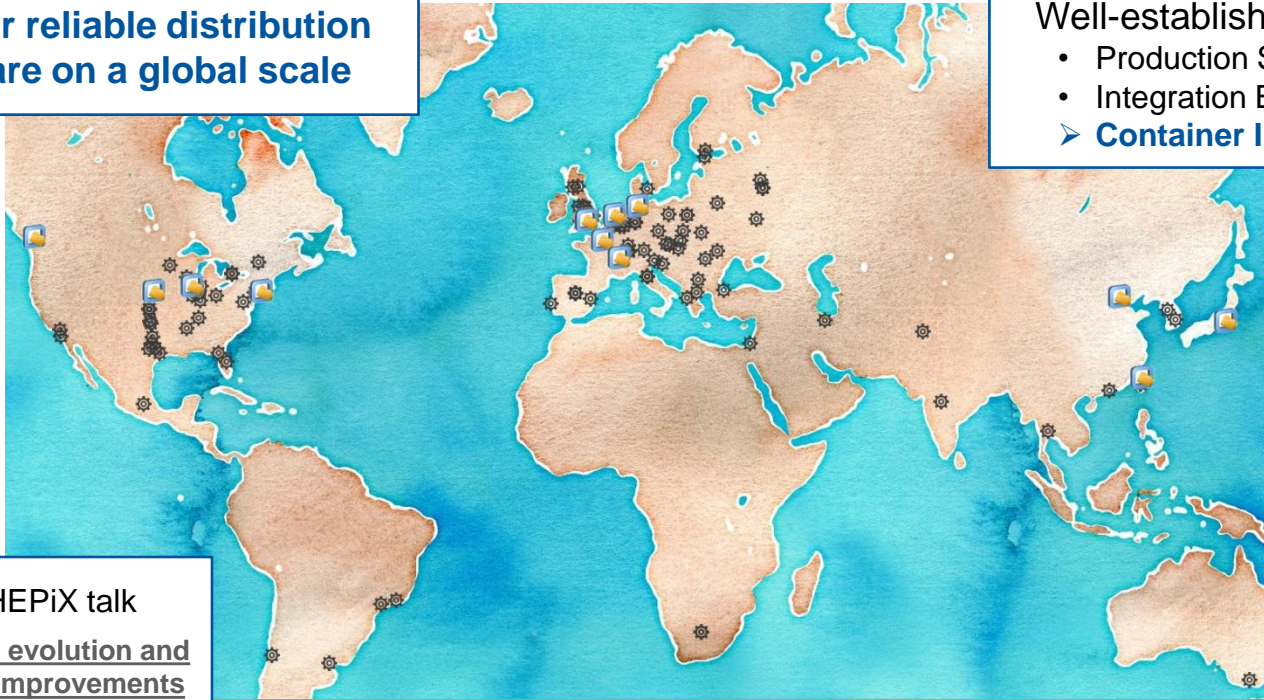 r reliable distribution
are on a global scale
Well-establish
• Production S
• Integration E
➢ Container I
HEPiX talk
evolution and
mprovements